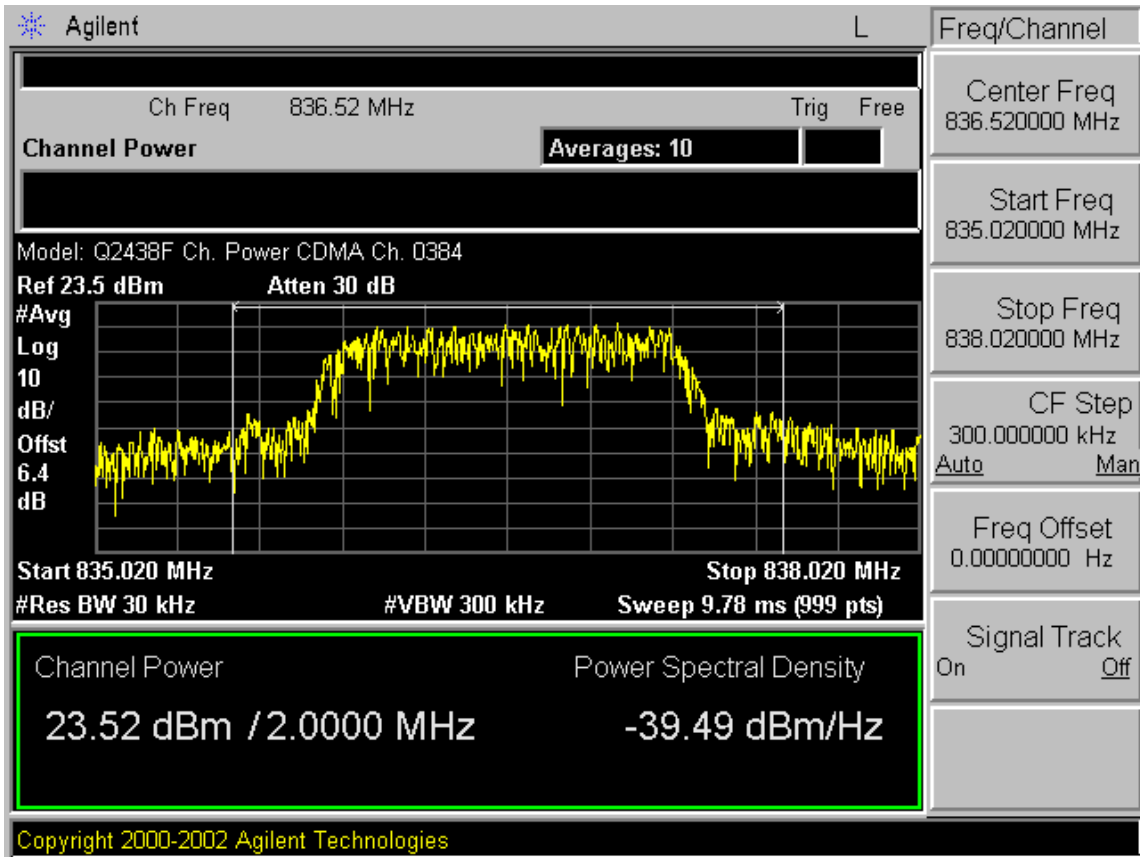 Agilent L
Freq/Channel
Ch Freq 836.52 MHz Trig Free
Channel Power Averages: 10
Model: Q2438F Ch. Power CDMA Ch. 0384
Ref 23.5 dBm Atten 30 dB
#Avg
Log
10
dB/
Offst
6.4
dB
Start 835.020 MHz Stop 838.020 MHz
#Res BW 30 kHz #VBW 300 kHz Sweep 9.78 ms (999 pts)
Channel Power Power Spectral Density
23.52 dBm / 2.0000 MHz -39.49 dBm/Hz
Copyright 2000-2002 Agilent Technologies
Center Freq
836.520000 MHz
Start Freq
835.020000 MHz
Stop Freq
838.020000 MHz
CF Step
300.000000 kHz
Auto Man
Freq Offset
0.00000000 Hz
Signal Track
On Off